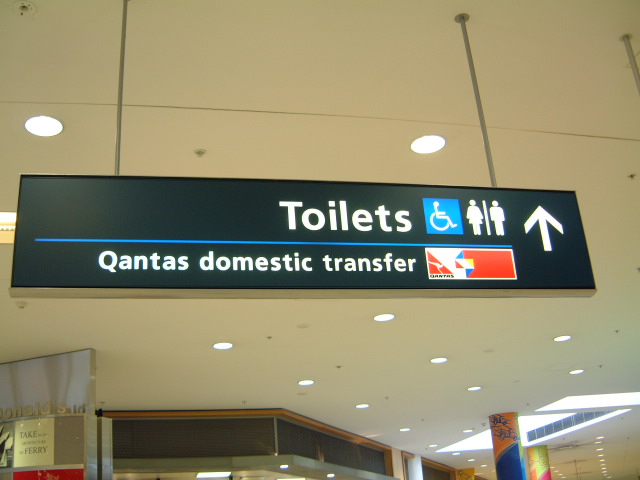 Toilets
Qantas domestic transfer
QANTAS
TAKE
FERRY